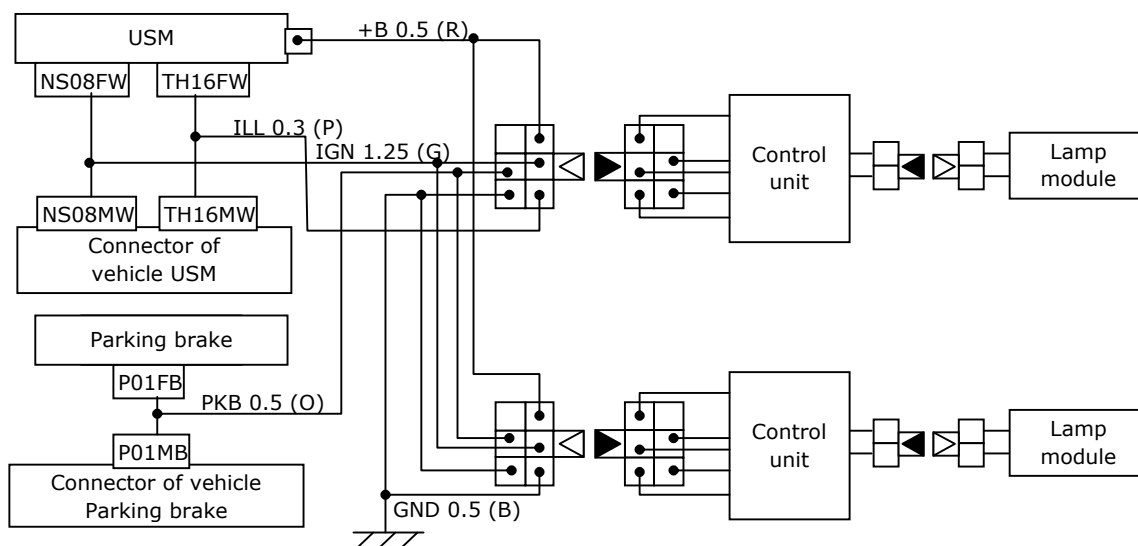 USM
+B 0.5 (R)
NS08FW
TH16FW
ILL 0.3 (P)
IGN 1.25 (G)
NS08MW
TH16MW
Connector of
vehicle USM
Control
unit
Lamp
module
Parking brake
P01FB
PKB 0.5 (O)
P01MB
Connector of vehicle
Parking brake
GND 0.5 (B)
Control
unit
Lamp
module